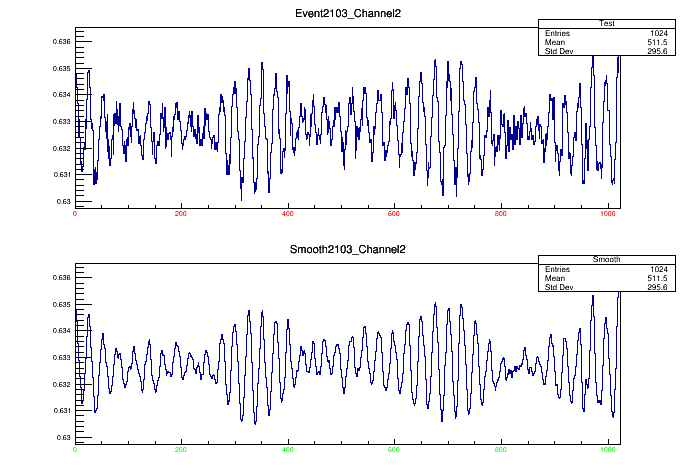 Event2103_Channel2
Test
Entries 1024
Mean 511.5
Std Dev 295.6
0.636
0.635
0.634
0.633
0.632
0.631
0.63
0 200 400 600 800 1000
Smooth2103_Channel2
Smooth
Entries 1024
Mean 511.5
Std Dev 295.6
0.636
0.635
0.634
0.633
0.632
0.631
0.63
0 200 400 600 800 1000